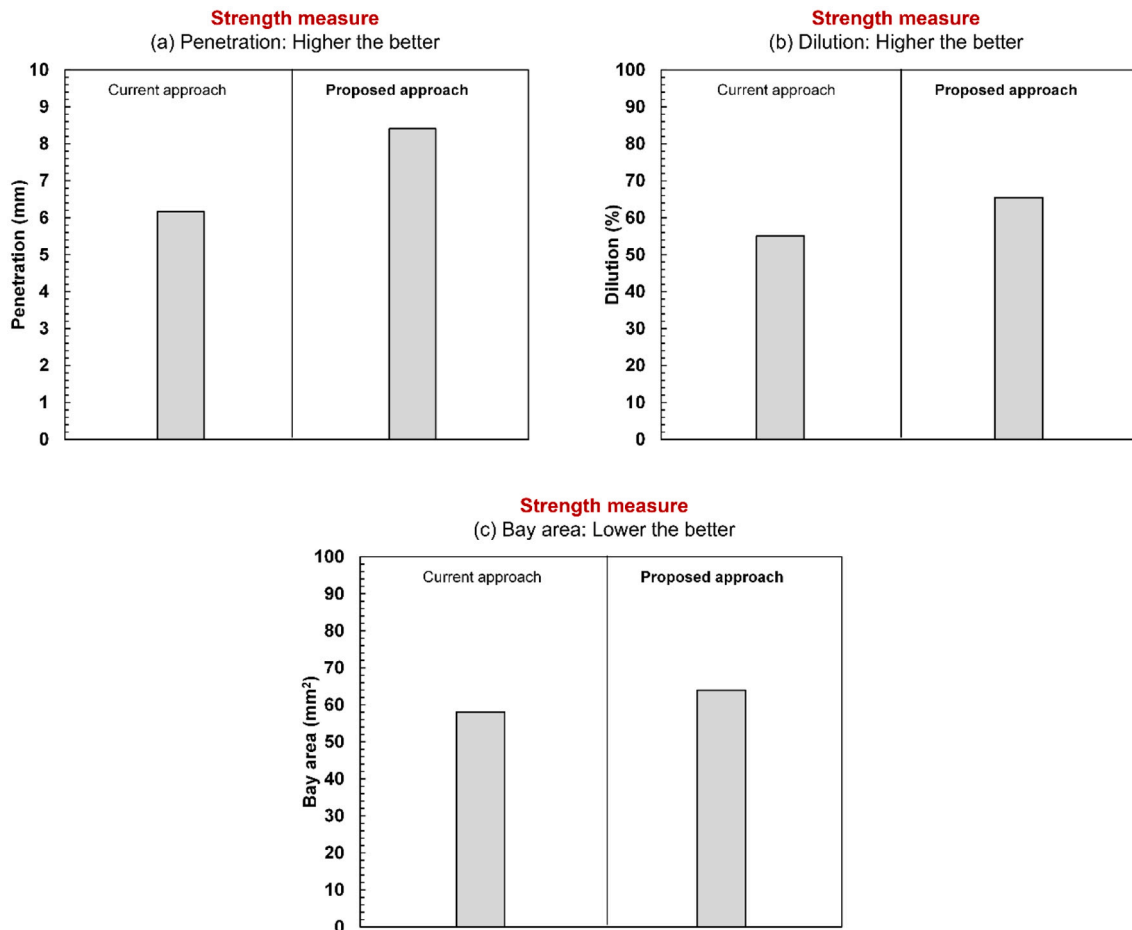 Strength measure
(a) Penetration: Higher the better
Current approach
Proposed approach
Penetration (mm)
10
9
8
7
6
5
4
3
2
1
0
Strength measure
(b) Dilution: Higher the better
Current approach
Proposed approach
Dilution (%)
100
90
80
70
60
50
40
30
20
10
0
Strength measure
(c) Bay area: Lower the better
Current approach
Proposed approach
Bay area (mm²)
100
90
80
70
60
50
40
30
20
10
0